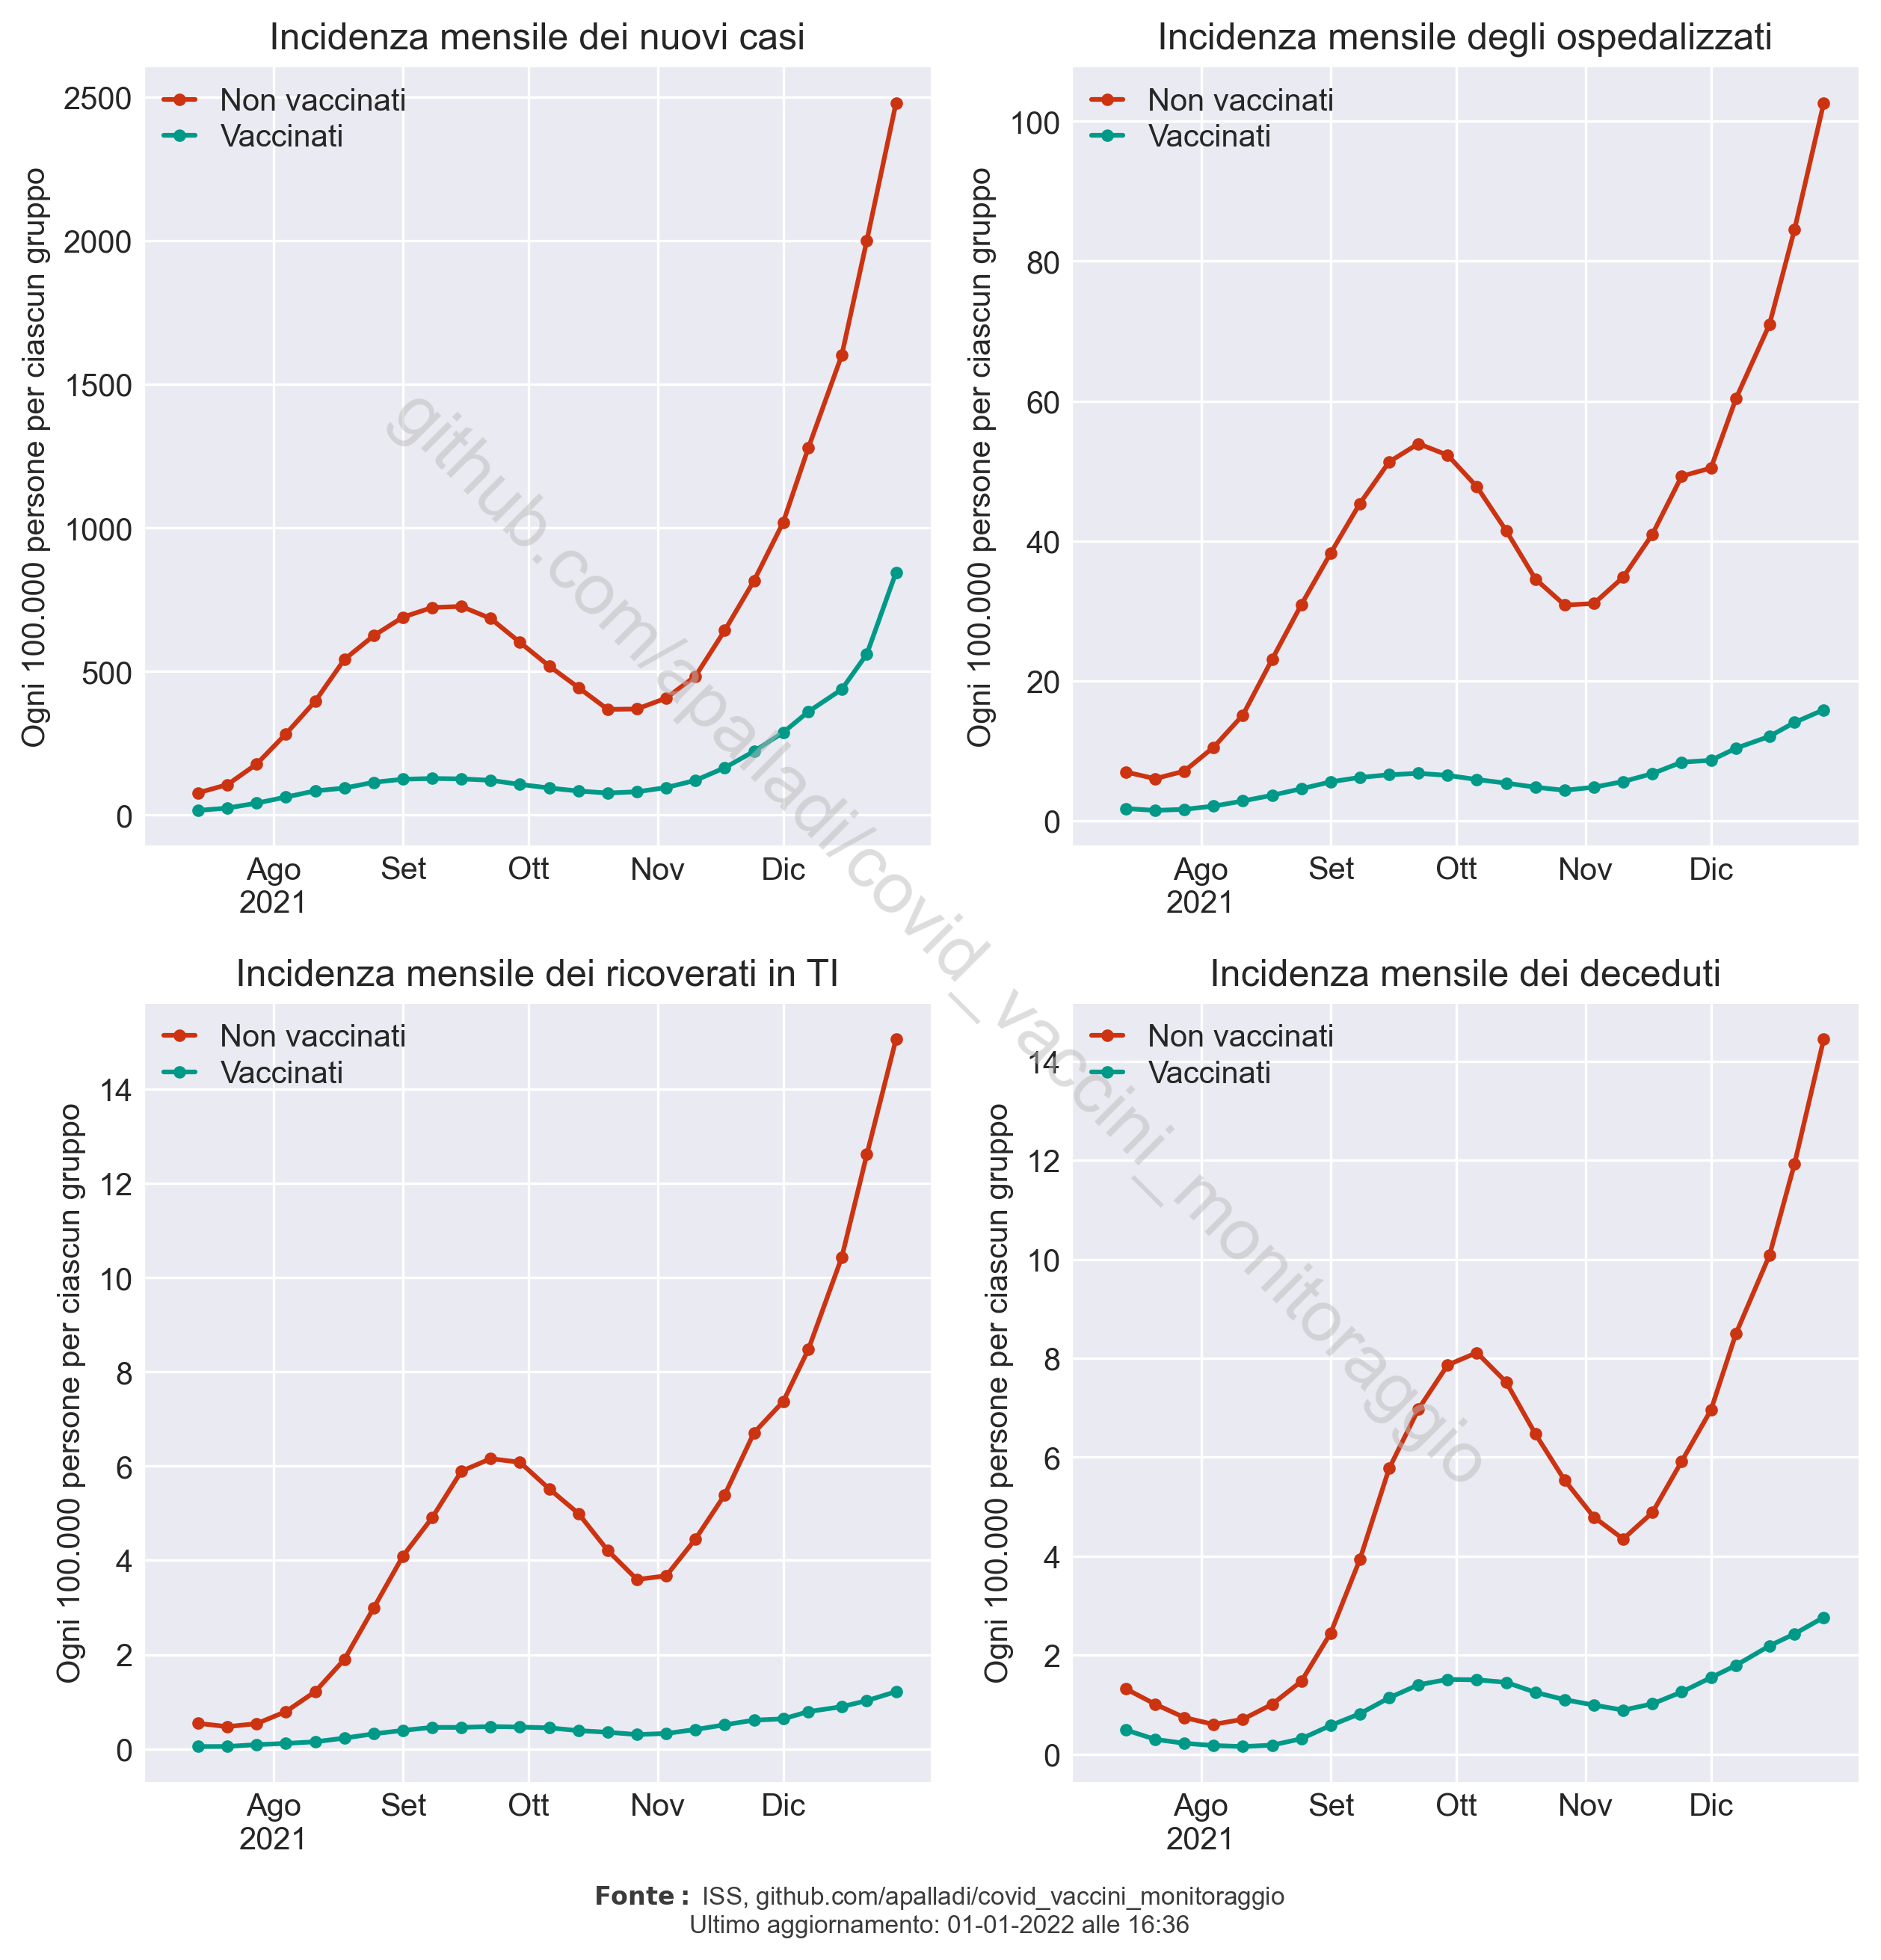 Incidenza mensile dei nuovi casi
Ogni 100.000 persone per ciascun gruppo
Non vaccinati
Vaccinati
2500
2000
1500
1000
500
0
Ago
2021
Set
Ott
Nov
Dic
Incidenza mensile degli ospedalizzati
Ogni 100.000 persone per ciascun gruppo
Non vaccinati
Vaccinati
100
80
60
40
20
0
Ago
2021
Set
Ott
Nov
Dic
Incidenza mensile dei ricoverati in TI
Ogni 100.000 persone per ciascun gruppo
Non vaccinati
Vaccinati
14
12
10
8
6
4
2
0
Ago
2021
Set
Ott
Nov
Dic
Incidenza mensile dei deceduti
Ogni 100.000 persone per ciascun gruppo
Non vaccinati
Vaccinati
14
12
10
8
6
4
2
0
Ago
2021
Set
Ott
Nov
Dic
github.com/apalladi/covid_vaccini_monitoraggio
Fonte: ISS, github.com/apalladi/covid_vaccini_monitoraggio
Ultimo aggiornamento: 01-01-2022 alle 16:36